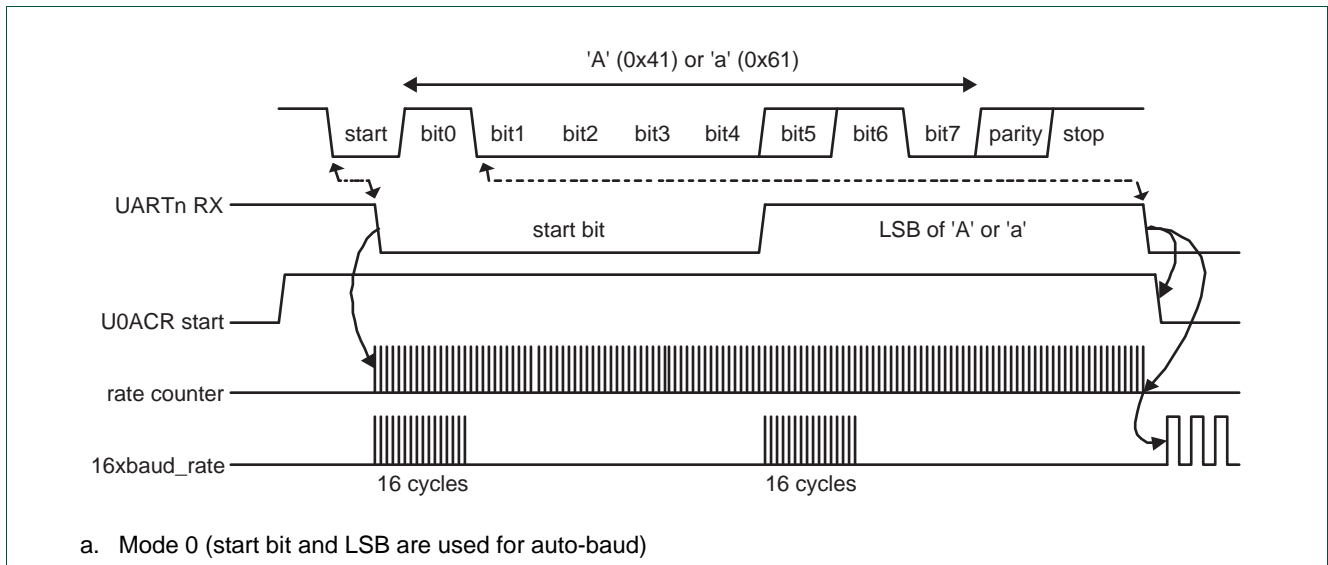 'A' (0x41) or 'a' (0x61)
start bit0 bit1 bit2 bit3 bit4 bit5 bit6 bit7 parity stop
UARTn RX
start bit LSB of 'A' or 'a'
U0ACR start
rate counter
16xbaud_rate
16 cycles 16 cycles
a. Mode 0 (start bit and LSB are used for auto-baud)